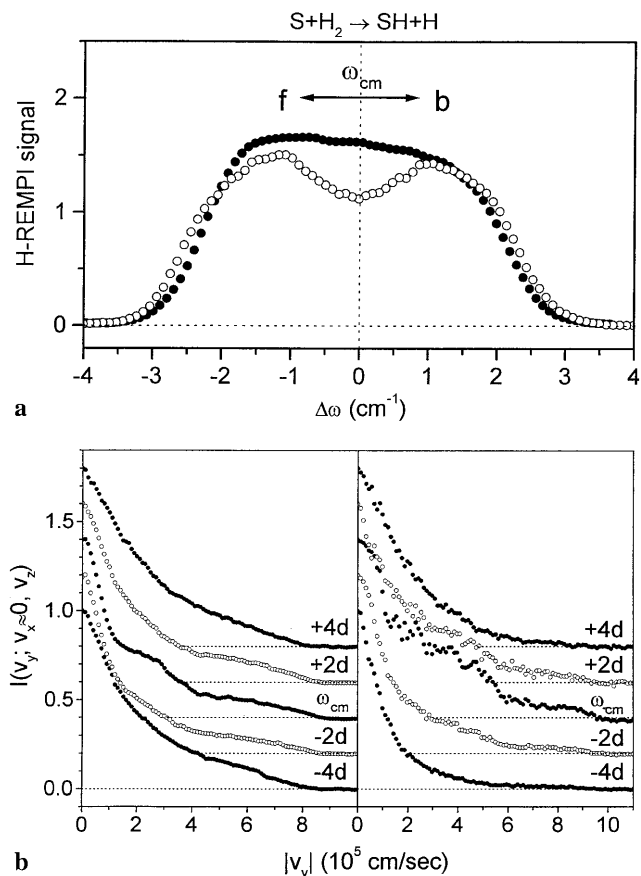 S+H₂ → SH+H
ω_cm
f b
H-REMPI signal
2
1
0
-4 -3 -2 -1 0 1 2 3 4
Δω (cm⁻¹)
a
I(v_y; v_x≈0, v_z)
1.5
1.0
0.5
0.0
+4d
+2d
ω_cm
-2d
-4d
+4d
+2d
ω_cm
-2d
-4d
0 2 4 6 8 0 2 4 6 8 10
|v_y| (10⁵ cm/sec)
b